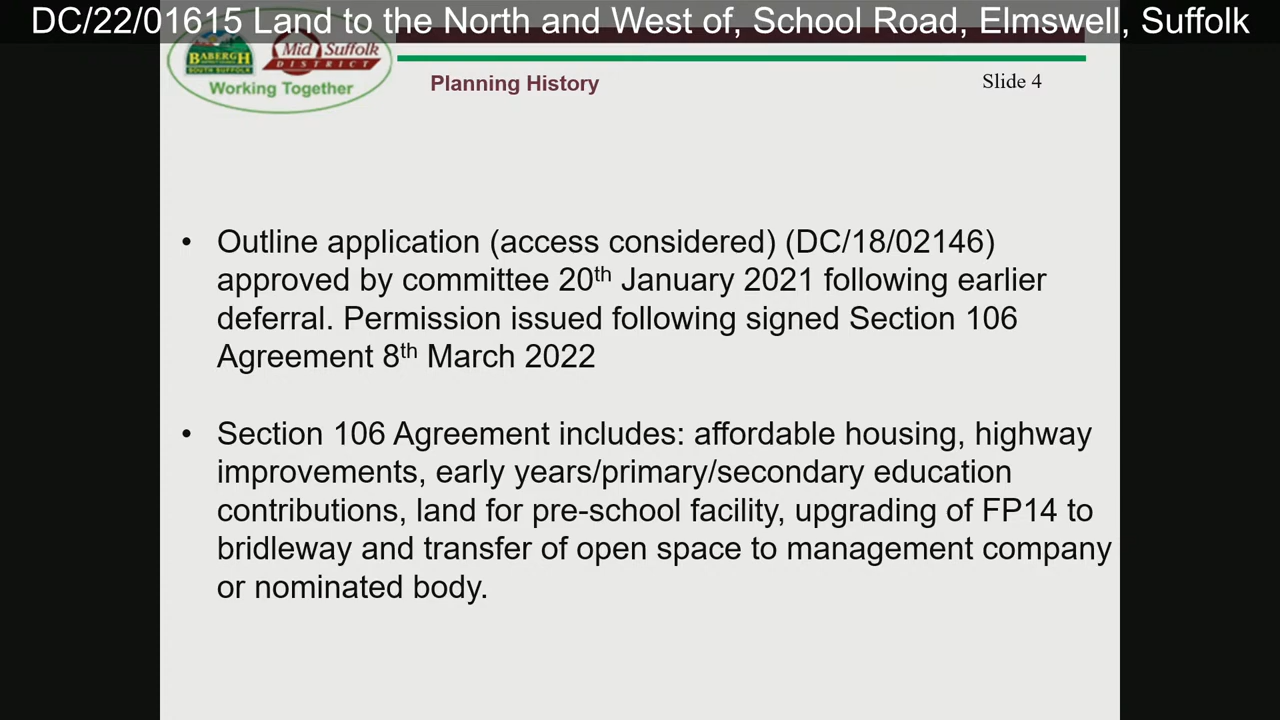 DC/22/01615 Land to the North and West of, School Road, Elmswell, Suffolk
BABERGH
SOUTH SUFFOLK
Mid Suffolk
DISTRICT
Working Together
Planning History
Slide 4
• Outline application (access considered) (DC/18/02146)
approved by committee 20th January 2021 following earlier
deferral. Permission issued following signed Section 106
Agreement 8th March 2022
• Section 106 Agreement includes: affordable housing, highway
improvements, early years/primary/secondary education
contributions, land for pre-school facility, upgrading of FP14 to
bridleway and transfer of open space to management company
or nominated body.